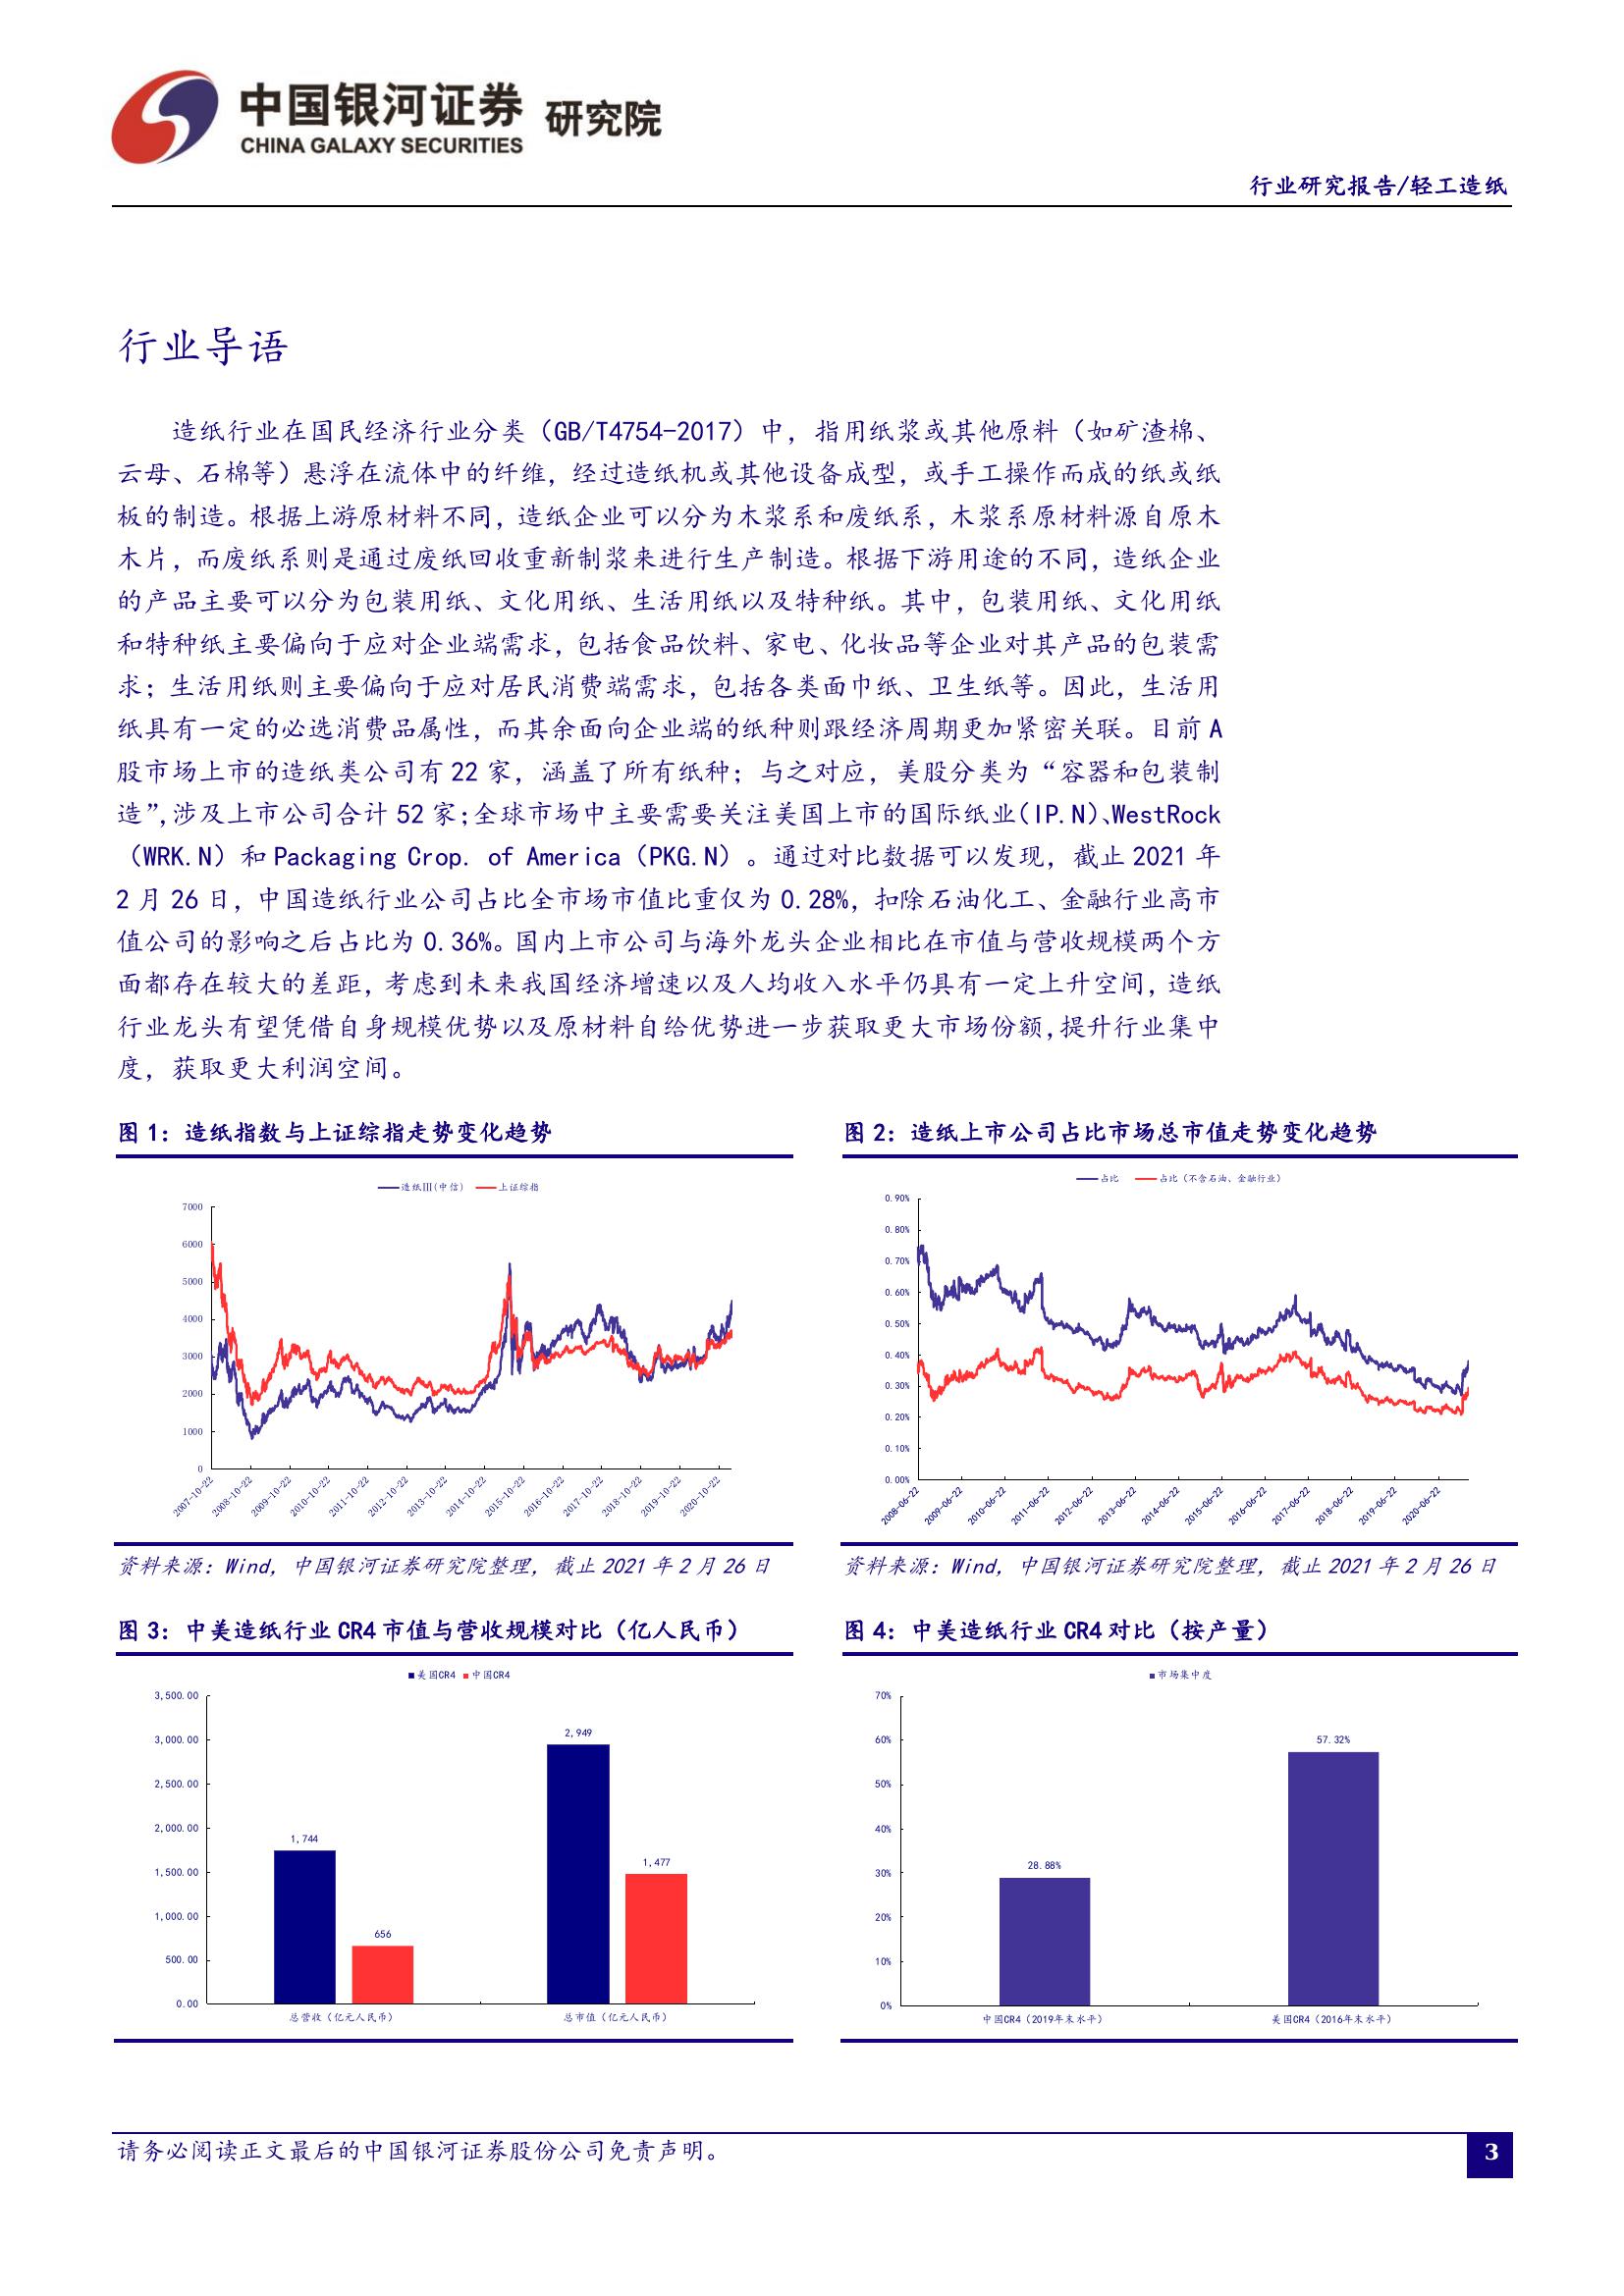 中国银河证券 研究院
CHINA GALAXY SECURITIES
行业研究报告/轻工造纸
行业导语
造纸行业在国民经济行业分类（GB/T4754-2017）中，指用纸浆或其他原料（如矿渣棉、
云母、石棉等）悬浮在流体中的纤维，经过造纸机或其他设备成型，或手工操作而成的纸或纸
板的制造。根据上游原材料不同，造纸企业可以分为木浆系和废纸系，木浆系原材料源自原木
木片，而废纸系则是通过废纸回收重新制浆来进行生产制造。根据下游用途的不同，造纸企业
的产品主要可以分为包装用纸、文化用纸、生活用纸以及特种纸。其中，包装用纸、文化用纸
和特种纸主要偏向于应对企业端需求，包括食品饮料、家电、化妆品等企业对其产品的包装需
求；生活用纸则主要偏向于应对居民消费端需求，包括各类面巾纸、卫生纸等。因此，生活用
纸具有一定的必选消费品属性，而其余面向企业端的纸种则跟经济周期更加紧密关联。目前 A
股市场上市的造纸类公司有 22 家，涵盖了所有纸种；与之对应，美股分类为“容器和包装制
造”，涉及上市公司合计 52 家；全球市场中主要需要关注美国上市的国际纸业（IP.N）、WestRock
（WRK.N）和 Packaging Crop. of America（PKG.N）。通过对比数据可以发现，截止 2021 年
2 月 26 日，中国造纸行业公司占比全市场市值比重仅为 0.28%，扣除石油化工、金融行业高市
值公司的影响之后占比为 0.36%。国内上市公司与海外龙头企业相比在市值与营收规模两个方
面都存在较大的差距，考虑到未来我国经济增速以及人均收入水平仍具有一定上升空间，造纸
行业龙头有望凭借自身规模优势以及原材料自给优势进一步获取更大市场份额，提升行业集中
度，获取更大利润空间。
图 1：造纸指数与上证综指走势变化趋势
造纸III(中信) 上证综指
7000
6000
5000
4000
3000
2000
1000
0
2007-10-22 2008-10-22 2009-10-22 2010-10-22 2011-10-22 2012-10-22 2013-10-22 2014-10-22 2015-10-22 2016-10-22 2017-10-22 2018-10-22 2019-10-22 2020-10-22
资料来源：Wind，中国银河证券研究院整理，截止 2021 年 2 月 26 日
图 2：造纸上市公司占比市场总市值走势变化趋势
占比 占比（不含石油、金融行业）
0.90%
0.80%
0.70%
0.60%
0.50%
0.40%
0.30%
0.20%
0.10%
0.00%
2008-06-22 2009-06-22 2010-06-22 2011-06-22 2012-06-22 2013-06-22 2014-06-22 2015-06-22 2016-06-22 2017-06-22 2018-06-22 2019-06-22 2020-06-22
资料来源：Wind，中国银河证券研究院整理，截止 2021 年 2 月 26 日
图 3：中美造纸行业 CR4 市值与营收规模对比（亿人民币）
美国CR4 中国CR4
3,500.00
3,000.00
2,500.00
2,000.00
1,500.00
1,000.00
500.00
0.00
1,744
656
2,949
1,477
总营收（亿元人民币） 总市值（亿元人民币）
图 4：中美造纸行业 CR4 对比（按产量）
市场集中度
70%
60%
50%
40%
30%
20%
10%
0%
28.88%
57.32%
中国CR4（2019年末水平） 美国CR4（2016年末水平）
请务必阅读正文最后的中国银河证券股份公司免责声明。
3